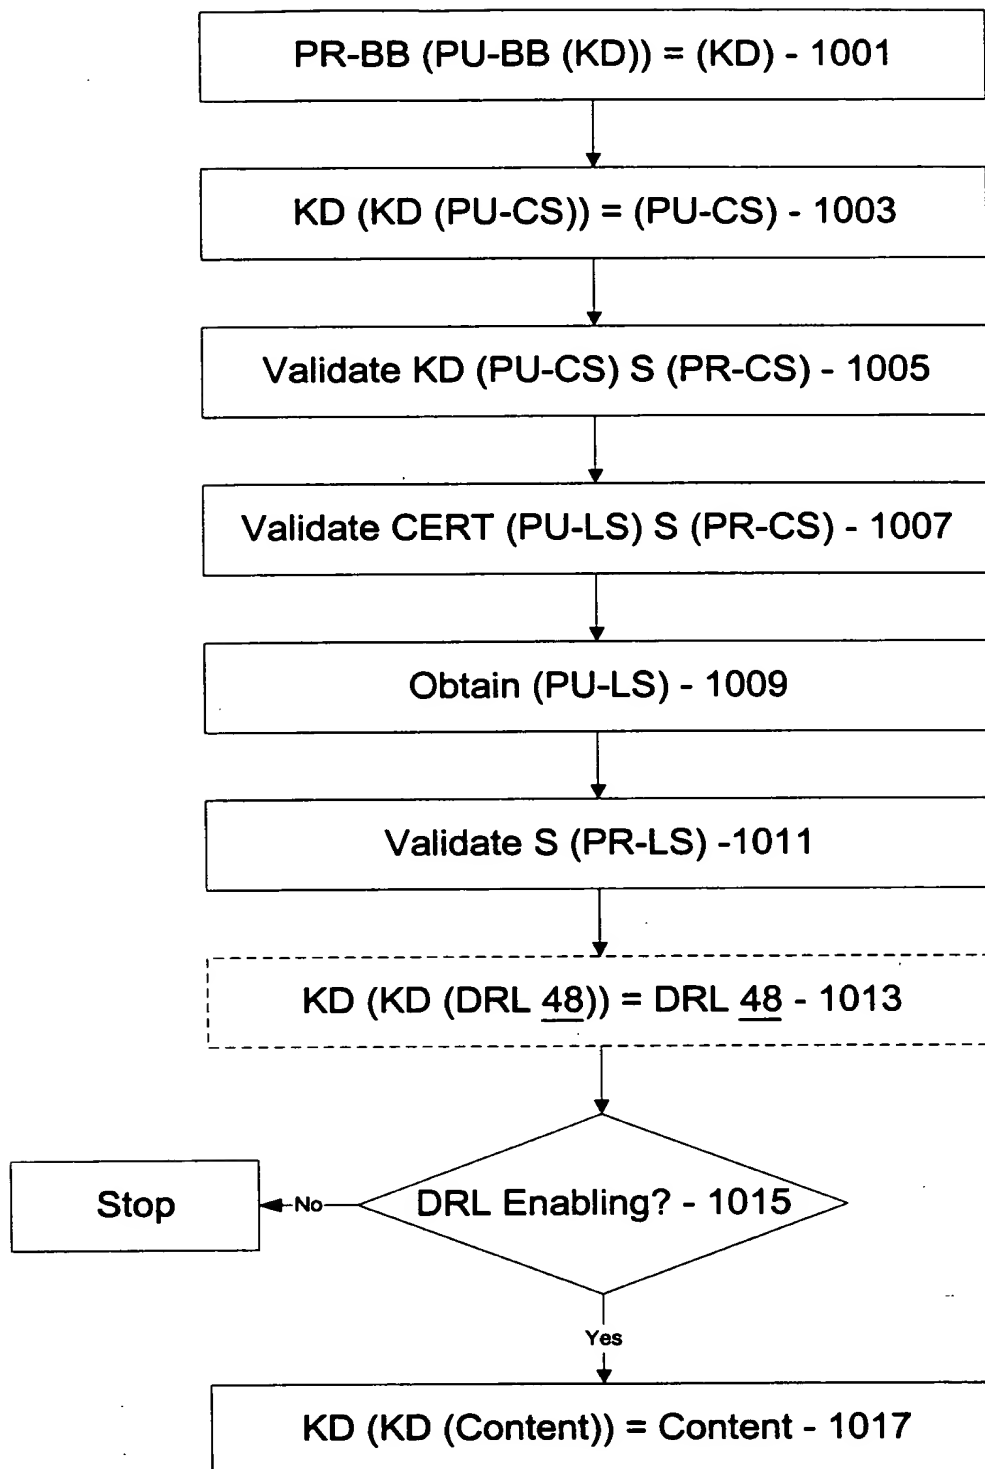 PR-BB (PU-BB (KD)) = (KD) - 1001
KD (KD (PU-CS)) = (PU-CS) - 1003
Validate KD (PU-CS) S (PR-CS) - 1005
Validate CERT (PU-LS) S (PR-CS) - 1007
Obtain (PU-LS) - 1009
Validate S (PR-LS) -1011
KD (KD (DRL 48)) = DRL 48 - 1013
DRL Enabling? - 1015
No
Stop
Yes
KD (KD (Content)) = Content - 1017